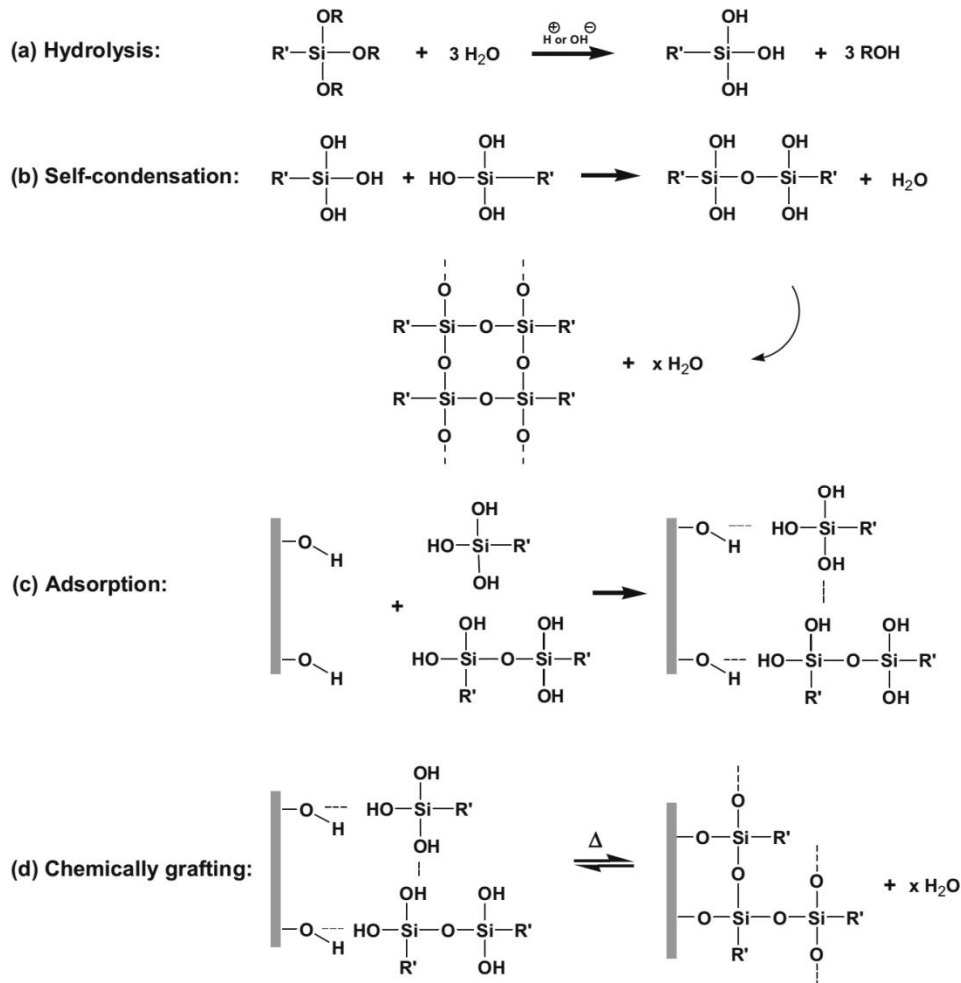 OR
(a) Hydrolysis: R'—Si—OR + 3 H₂O H⊕ or OH⊖ R'—Si—OH + 3 ROH
OR OH
OH
OH OH OH OH
(b) Self-condensation: R'—Si—OH + HO—Si—R' R'—Si—O—Si—R' + H₂O
OH OH OH OH
O O
R'—Si—O—Si—R'
O O + x H₂O
R'—Si—O—Si—R'
O O
OH OH
O H HO—Si—R' O H HO—Si—R'
OH OH
(c) Adsorption: +
OH OH OH OH
O H HO—Si—O—Si—R' O H HO—Si—O—Si—R'
R' OH R' OH
OH O
O H HO—Si—R' O—Si—R'
OH Δ O
(d) Chemically grafting:
OH OH O + x H₂O
O H HO—Si—O—Si—R' O—Si—O—Si—R'
R' OH R' O